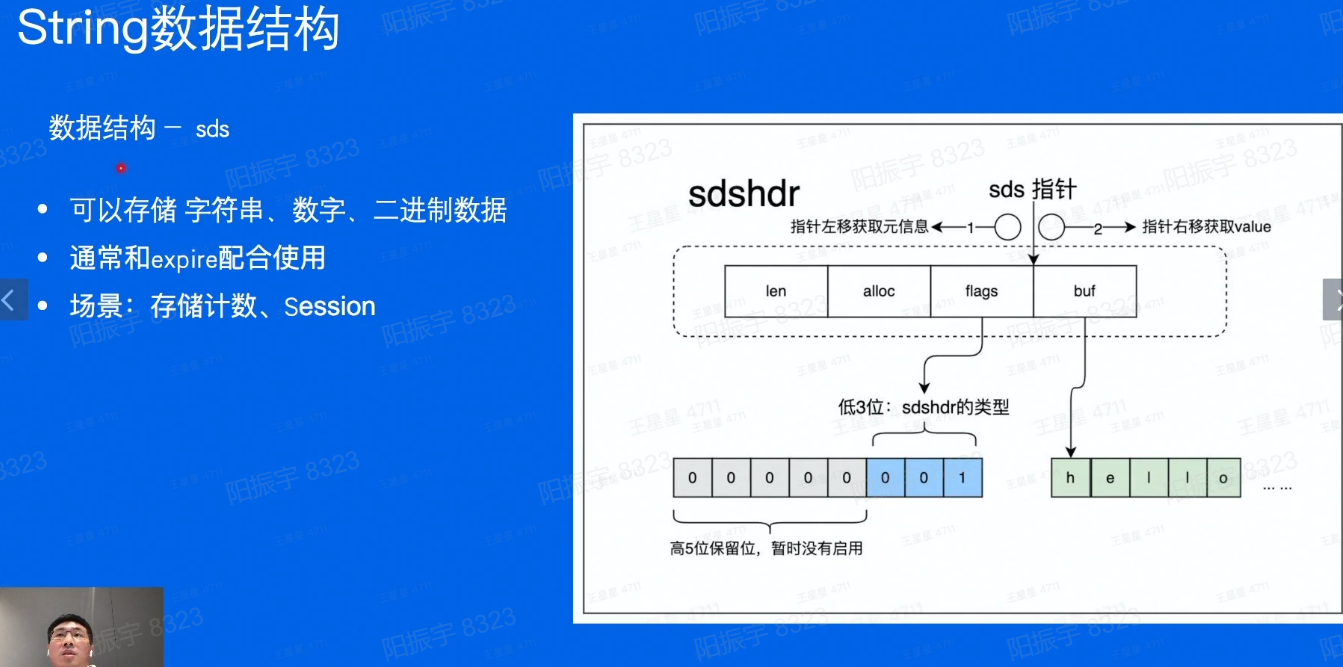 String数据结构
数据结构 － sds
可以存储 字符串、数字、二进制数据
通常和expire配合使用
场景：存储计数、Session
sdshdr
sds 指针
指针左移获取元信息
1
2
指针右移获取value
len
alloc
flags
buf
低3位：sdshdr的类型
0 0 0 0 0 0 0 1
h e l l o
... ...
高5位保留位，暂时没有启用
阳振宇 8323
王星星 4711